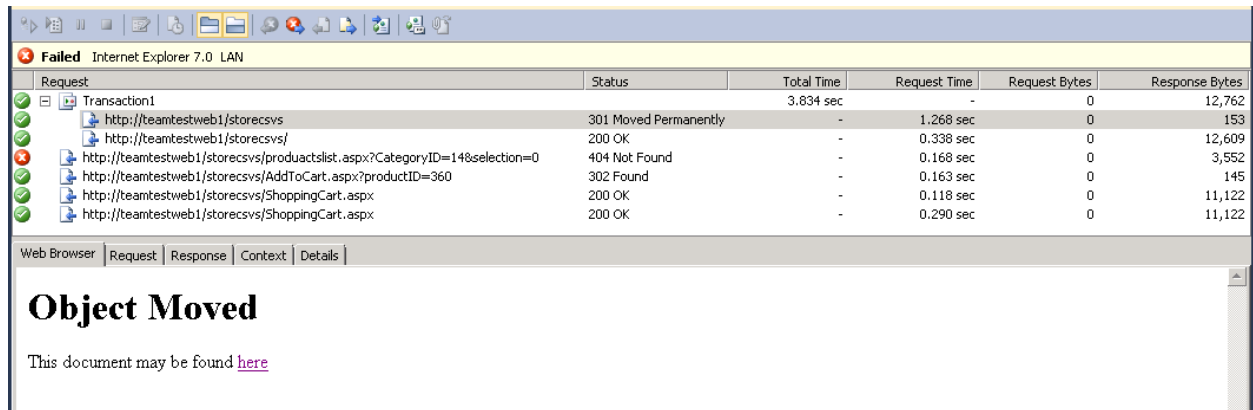 Failed Internet Explorer 7.0 LAN
Request Status Total Time Request Time Request Bytes Response Bytes
Transaction1 3.834 sec - 0 12,762
http://teamtestweb1/storecsvs 301 Moved Permanently - 1.268 sec 0 153
http://teamtestweb1/storecsvs/ 200 OK - 0.338 sec 0 12,609
http://teamtestweb1/storecsvs/produactslist.aspx?CategoryID=14&selection=0 404 Not Found - 0.168 sec 0 3,552
http://teamtestweb1/storecsvs/AddToCart.aspx?productID=360 302 Found - 0.163 sec 0 145
http://teamtestweb1/storecsvs/ShoppingCart.aspx 200 OK - 0.118 sec 0 11,122
http://teamtestweb1/storecsvs/ShoppingCart.aspx 200 OK - 0.290 sec 0 11,122
Web Browser Request Response Context Details
Object Moved
This document may be found here